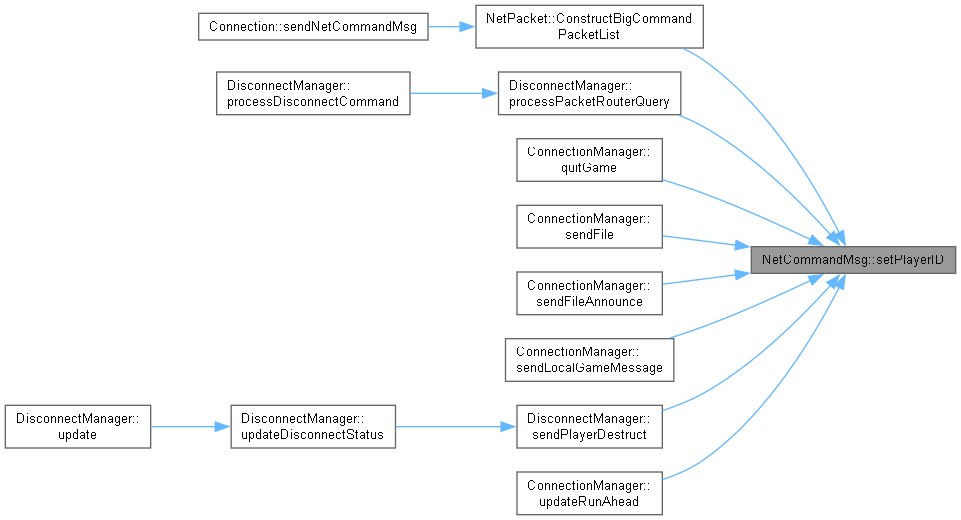 Connection::sendNetCommandMsg
NetPacket::ConstructBigCommand
PacketList
DisconnectManager::
processDisconnectCommand
DisconnectManager::
processPacketRouterQuery
ConnectionManager::
quitGame
ConnectionManager::
sendFile
NetCommandMsg::setPlayerID
ConnectionManager::
sendFileAnnounce
ConnectionManager::
sendLocalGameMessage
DisconnectManager::
update
DisconnectManager::
updateDisconnectStatus
DisconnectManager::
sendPlayerDestruct
ConnectionManager::
updateRunAhead